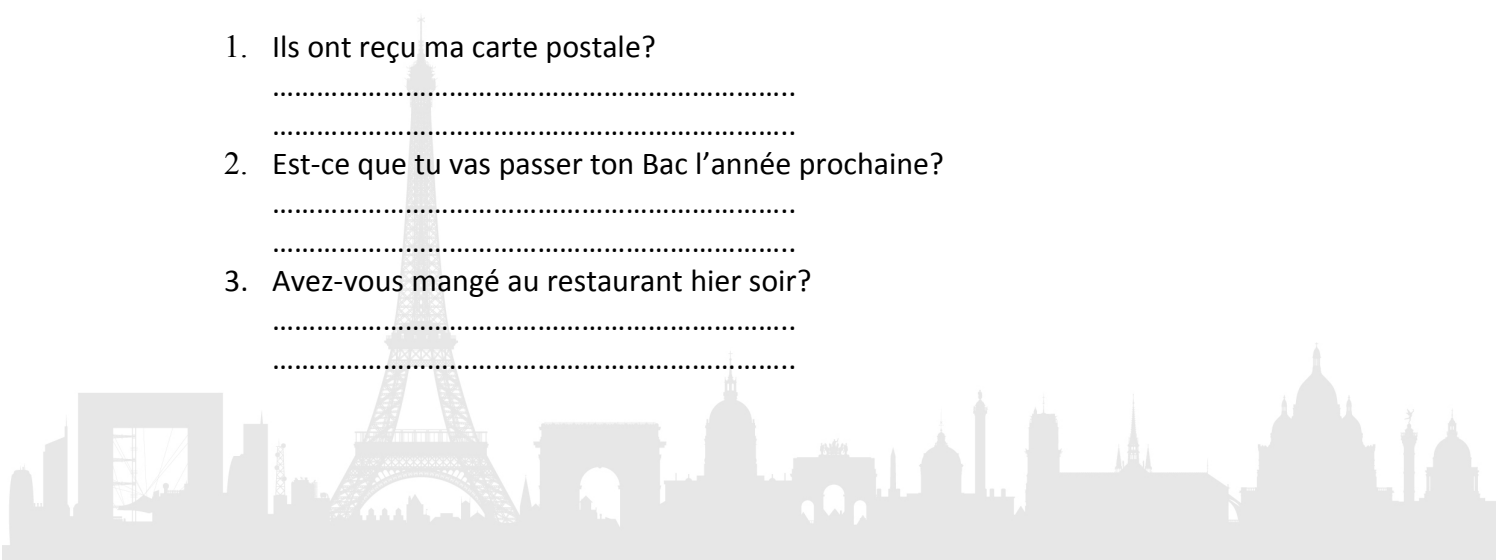 1. Ils ont reçu ma carte postale?
……………………………………………………………..
……………………………………………………………..
2. Est-ce que tu vas passer ton Bac l’année prochaine?
……………………………………………………………..
……………………………………………………………..
3. Avez-vous mangé au restaurant hier soir?
……………………………………………………………..
……………………………………………………………..